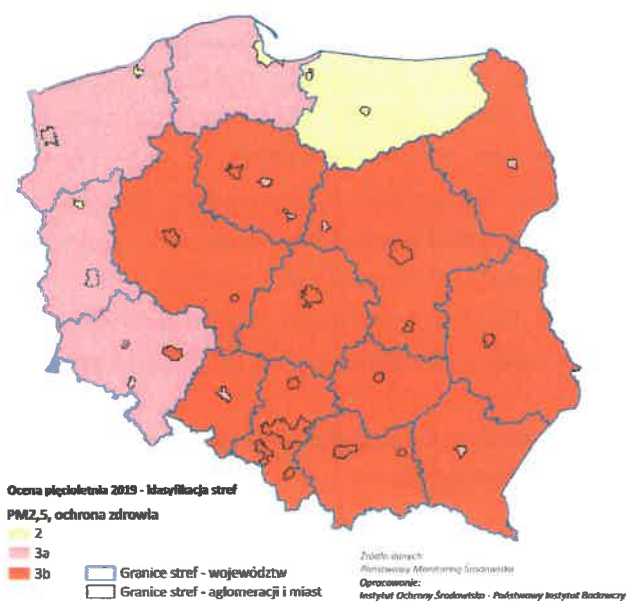 Ocena pięcioletnia 2019 - klasyfikacja stref
PM2,5, ochrona zdrowia
2
3a
3b
Granice stref - województw
Granice stref - aglomeracji i miast
Źródło danych:
Państwowy Monitoring Środowiska
Opracowanie:
Instytut Ochrony Środowiska - Państwowy Instytut Badawczy